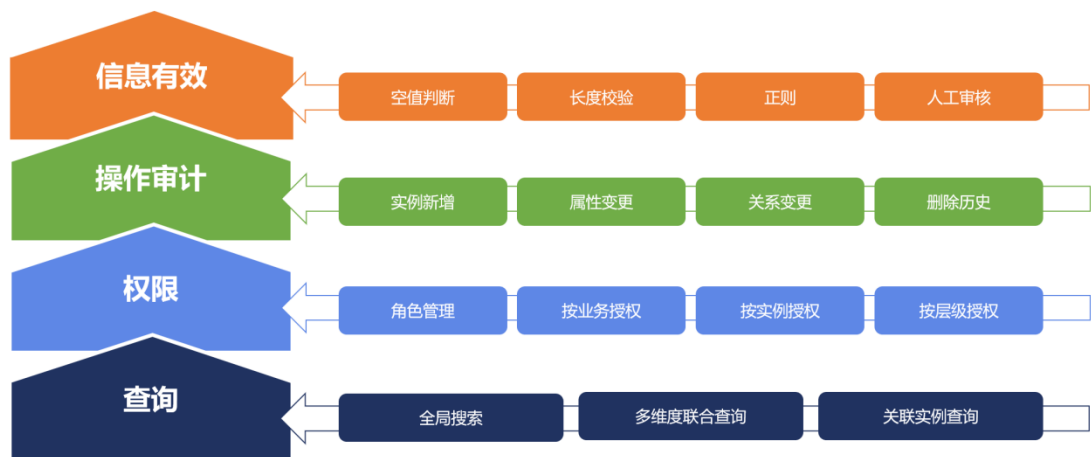 信息有效
空值判断
长度校验
正则
人工审核
操作审计
实例新增
属性变更
关系变更
删除历史
权限
角色管理
按业务授权
按实例授权
按层级授权
查询
全局搜索
多维度联合查询
关联实例查询